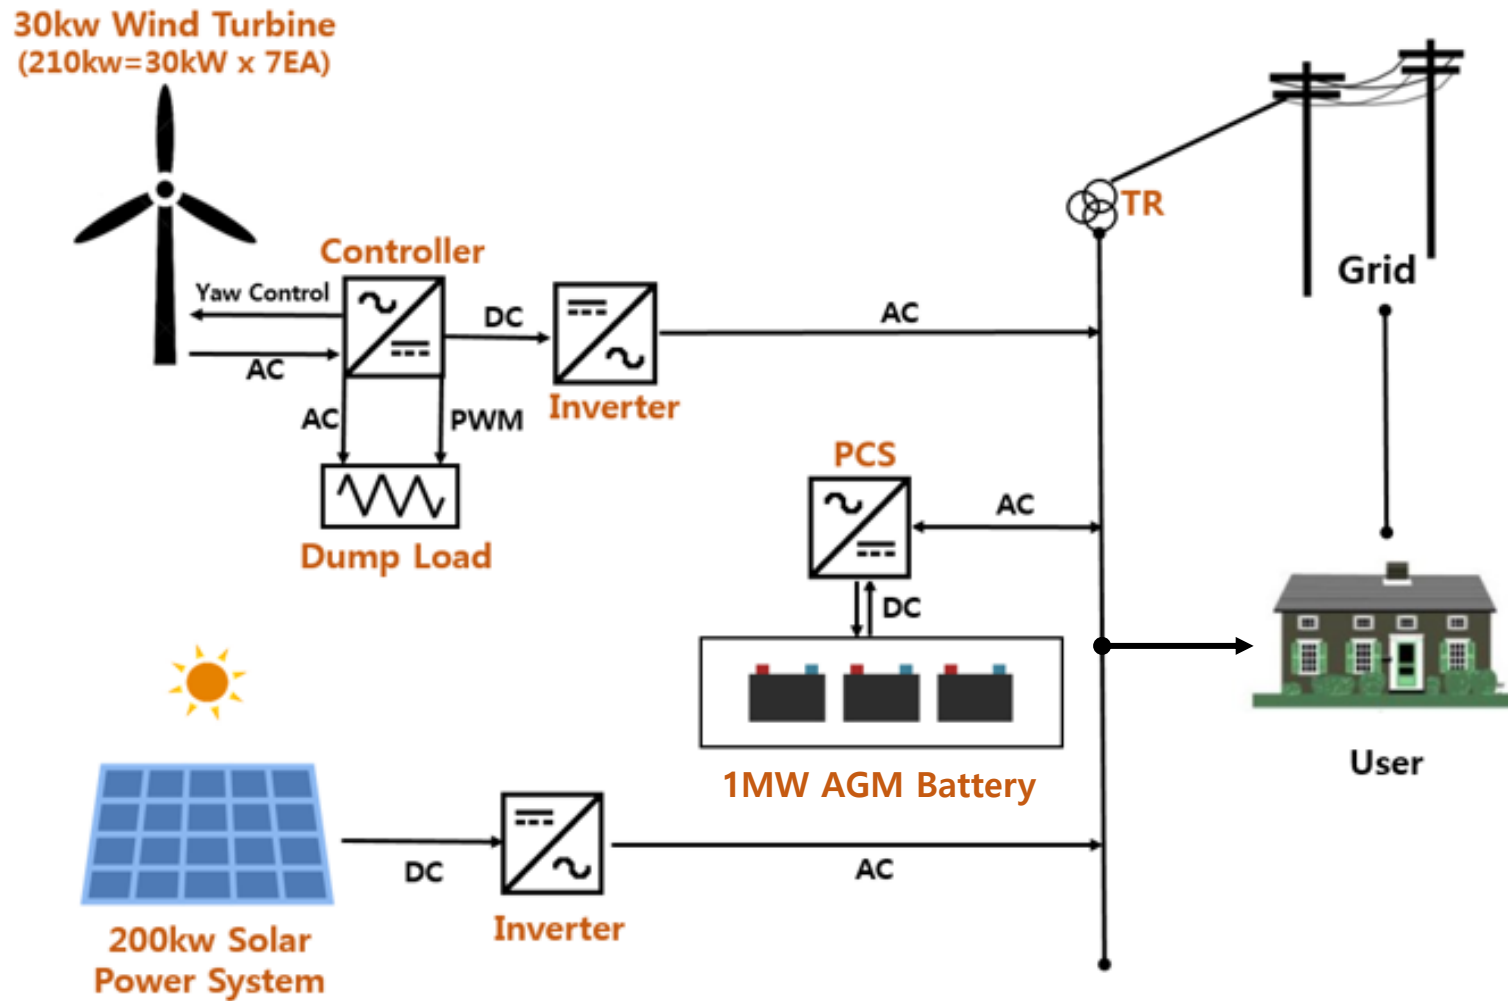 30kw Wind Turbine
(210kw=30kW x 7EA)
Controller
Yaw Control
AC
DC
Inverter
AC
AC
PWM
Dump Load
TR
Grid
PCS
AC
DC
1MW AGM Battery
User
200kw Solar
Power System
DC
Inverter
AC